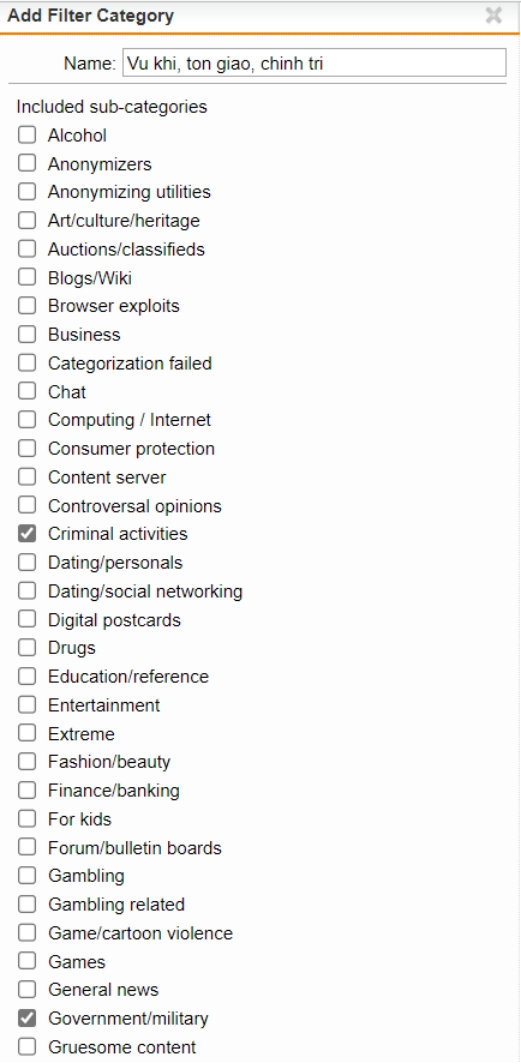 Add Filter Category
Name: Vu khi, ton giao, chinh tri
Included sub-categories
Alcohol
Anonymizers
Anonymizing utilities
Art/culture/heritage
Auctions/classifieds
Blogs/Wiki
Browser exploits
Business
Categorization failed
Chat
Computing / Internet
Consumer protection
Content server
Controversal opinions
Criminal activities
Dating/personals
Dating/social networking
Digital postcards
Drugs
Education/reference
Entertainment
Extreme
Fashion/beauty
Finance/banking
For kids
Forum/bulletin boards
Gambling
Gambling related
Game/cartoon violence
Games
General news
Government/military
Gruesome content